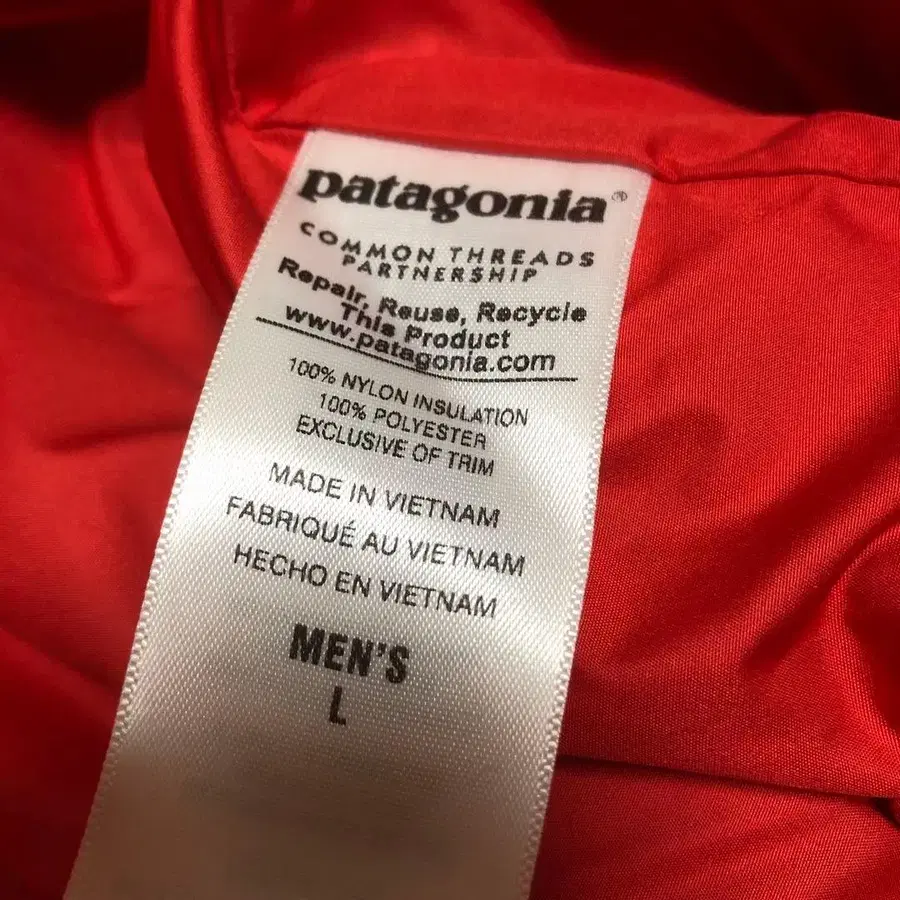 patagonia®
COMMON THREADS
PARTNERSHIP
Repair, Reuse, Recycle
This Product
www.patagonia.com
100% NYLON INSULATION
100% POLYESTER
EXCLUSIVE OF TRIM
MADE IN VIETNAM
FABRIQUÉ AU VIETNAM
HECHO EN VIETNAM
MEN'S
L